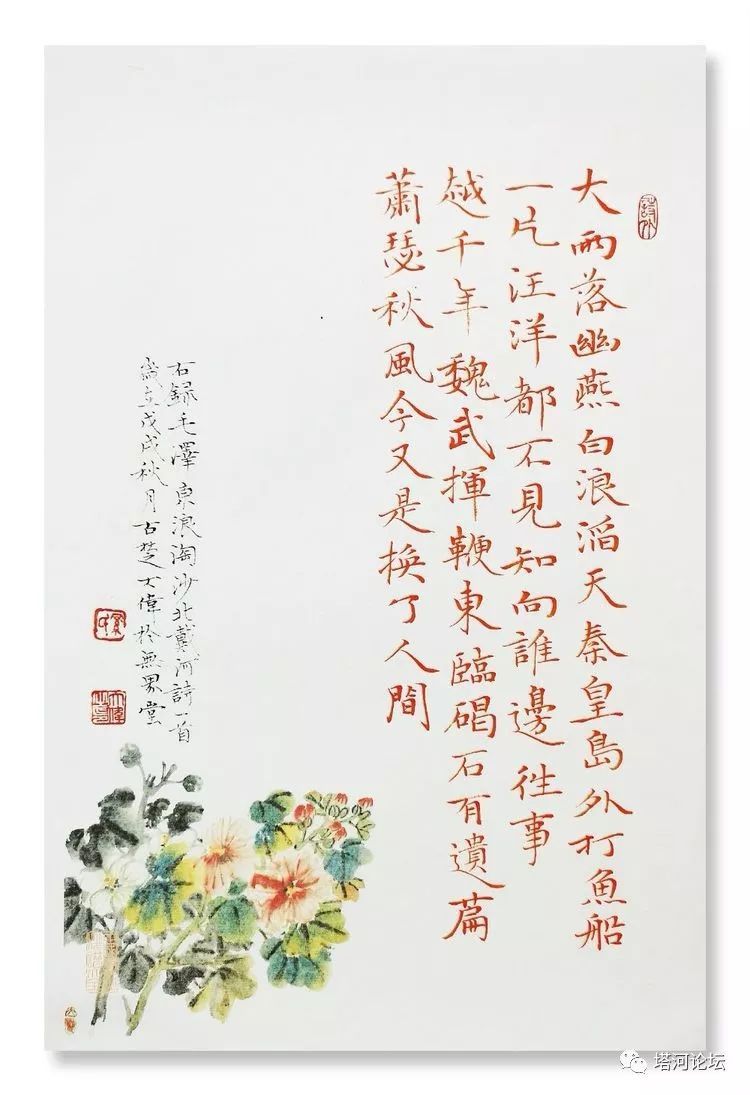 大雨落幽燕白浪滔天秦皇島外打魚船
一片汪洋都不見知向誰邊往事
越千年魏武揮鞭東臨碣石有遺篇
蕭瑟秋風今又是換了人間
右録毛澤東浪淘沙北戴河詩一首
歲在戊戌秋月古楚大偉於無界堂
塔河论坛